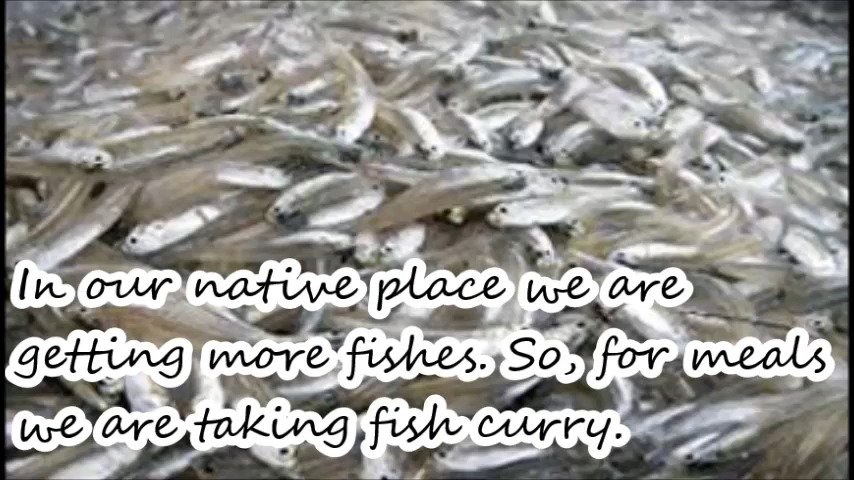 In our native place we are
getting more fishes. So, for meals
we are taking fish curry.